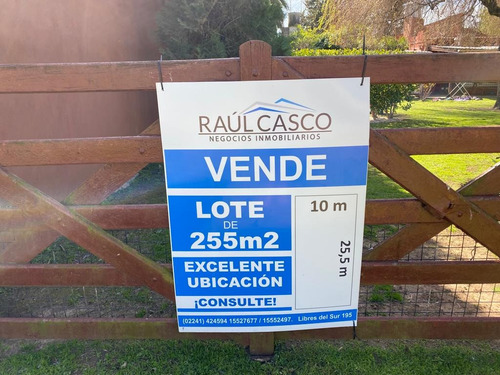 RAÚL CASCO
NEGOCIOS INMOBILIARIOS
VENDE
LOTE
DE
255m2
10 m
25,5 m
EXCELENTE
UBICACIÓN
¡CONSULTE!
(02241) 424594 15527677 / 15552497. Libres del Sur 195